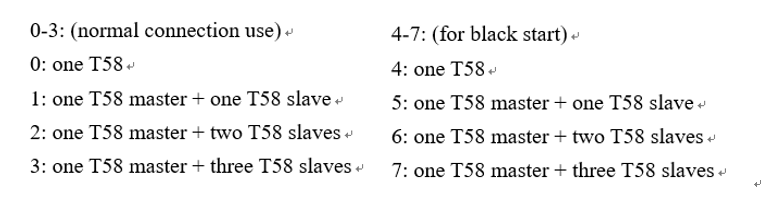 0-3: (normal connection use)
0: one T58
1: one T58 master + one T58 slave
2: one T58 master + two T58 slaves
3: one T58 master + three T58 slaves
4-7: (for black start)
4: one T58
5: one T58 master + one T58 slave
6: one T58 master + two T58 slaves
7: one T58 master + three T58 slaves